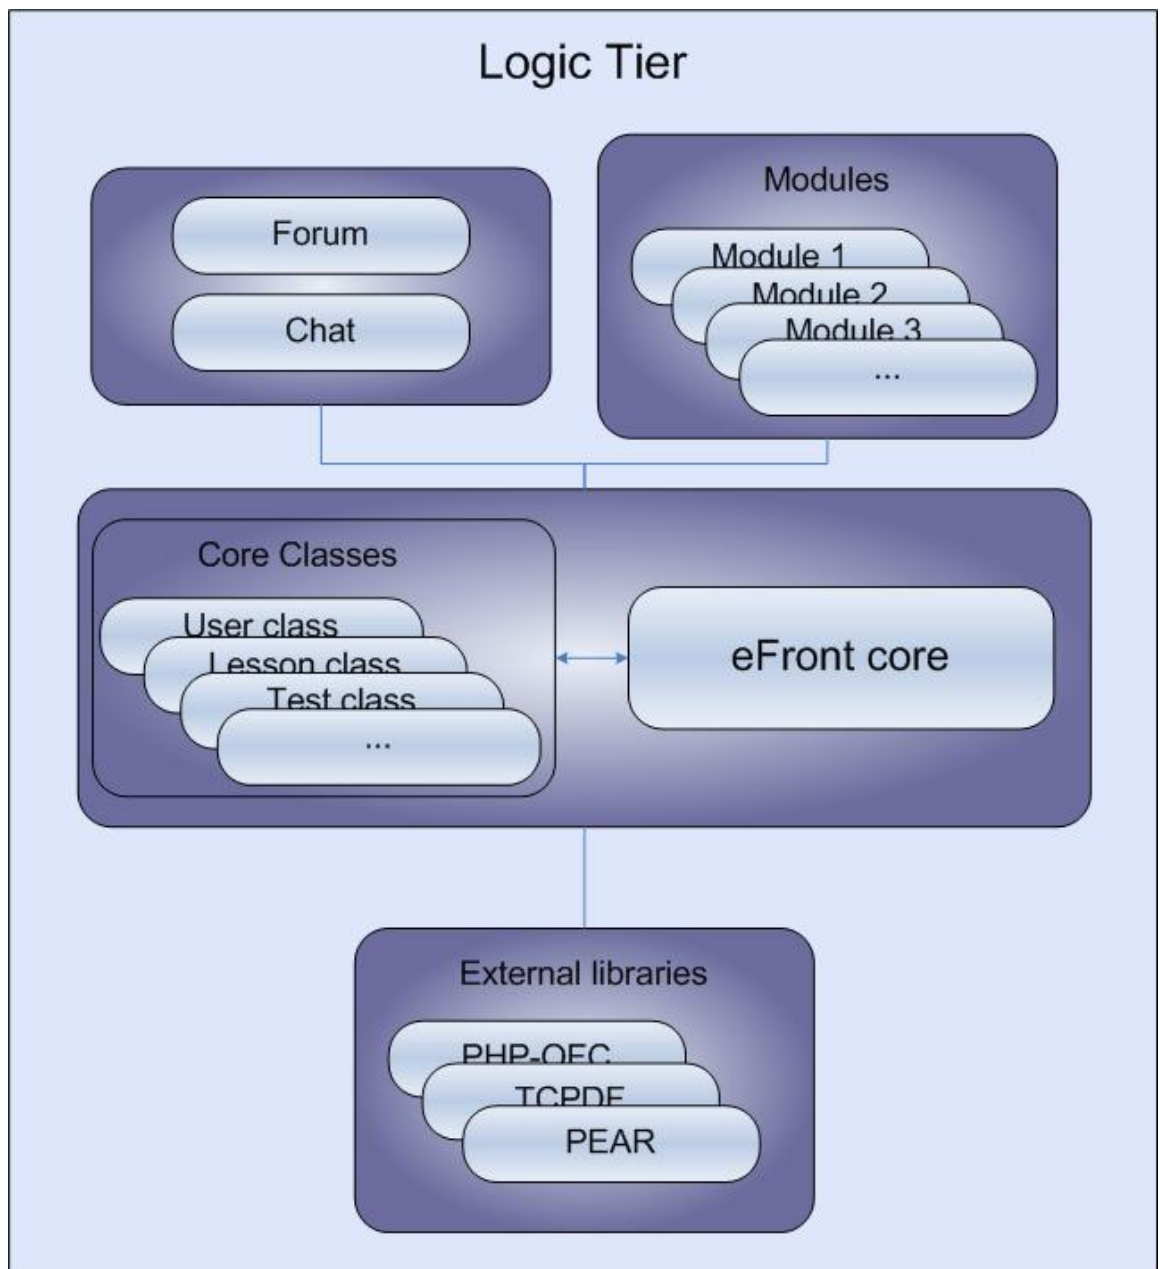 Logic Tier
Forum
Chat
Modules
Module 1
Module 2
Module 3
...
Core Classes
User class
Lesson class
Test class
...
eFront core
External libraries
PHP-OFC
TCPDF
PEAR